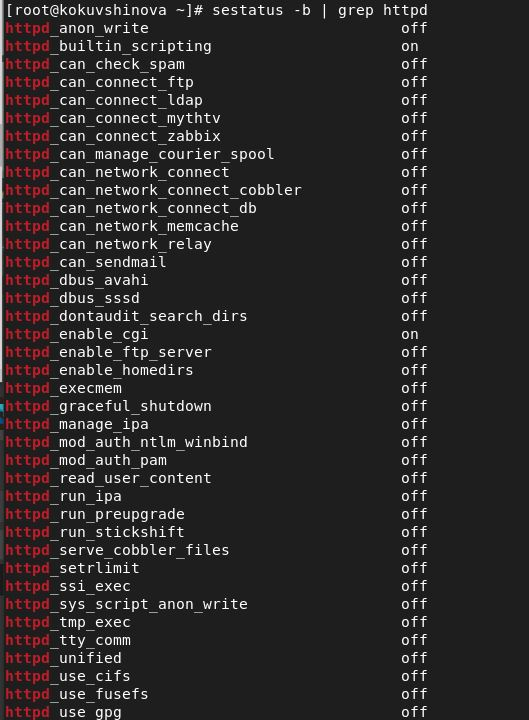 [root@kokuvshinova ~]# sestatus -b | grep httpd
httpd_anon_write off
httpd_builtin_scripting on
httpd_can_check_spam off
httpd_can_connect_ftp off
httpd_can_connect_ldap off
httpd_can_connect_mythtv off
httpd_can_connect_zabbix off
httpd_can_manage_courier_spool off
httpd_can_network_connect off
httpd_can_network_connect_cobbler off
httpd_can_network_connect_db off
httpd_can_network_memcache off
httpd_can_network_relay off
httpd_can_sendmail off
httpd_dbus_avahi off
httpd_dbus_sssd off
httpd_dontaudit_search_dirs off
httpd_enable_cgi on
httpd_enable_ftp_server off
httpd_enable_homedirs off
httpd_execmem off
httpd_graceful_shutdown off
httpd_manage_ipa off
httpd_mod_auth_ntlm_winbind off
httpd_mod_auth_pam off
httpd_read_user_content off
httpd_run_ipa off
httpd_run_preupgrade off
httpd_run_stickshift off
httpd_serve_cobbler_files off
httpd_setrlimit off
httpd_ssi_exec off
httpd_sys_script_anon_write off
httpd_tmp_exec off
httpd_tty_comm off
httpd_unified off
httpd_use_cifs off
httpd_use_fusefs off
httpd_use_gpg off